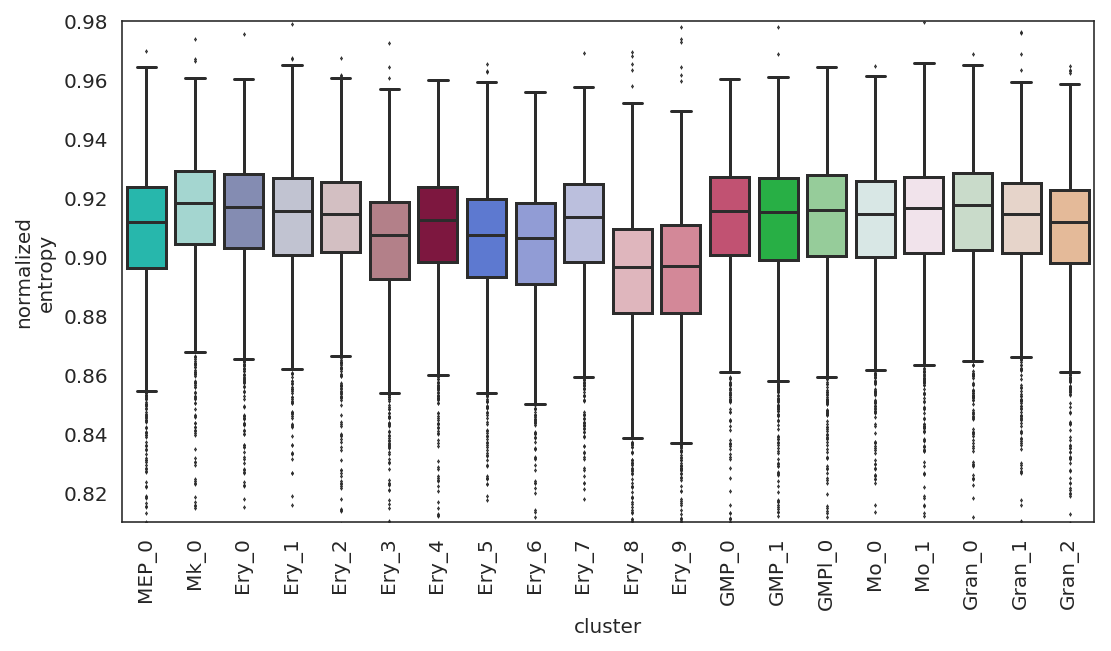 0.98
0.96
0.94
0.92
0.90
0.88
0.86
0.84
0.82
normalized
entropy
MEP_0
Mk_0
Ery_0
Ery_1
Ery_2
Ery_3
Ery_4
Ery_5
Ery_6
Ery_7
Ery_8
Ery_9
GMP_0
GMP_1
GMPl_0
Mo_0
Mo_1
Gran_0
Gran_1
Gran_2
cluster